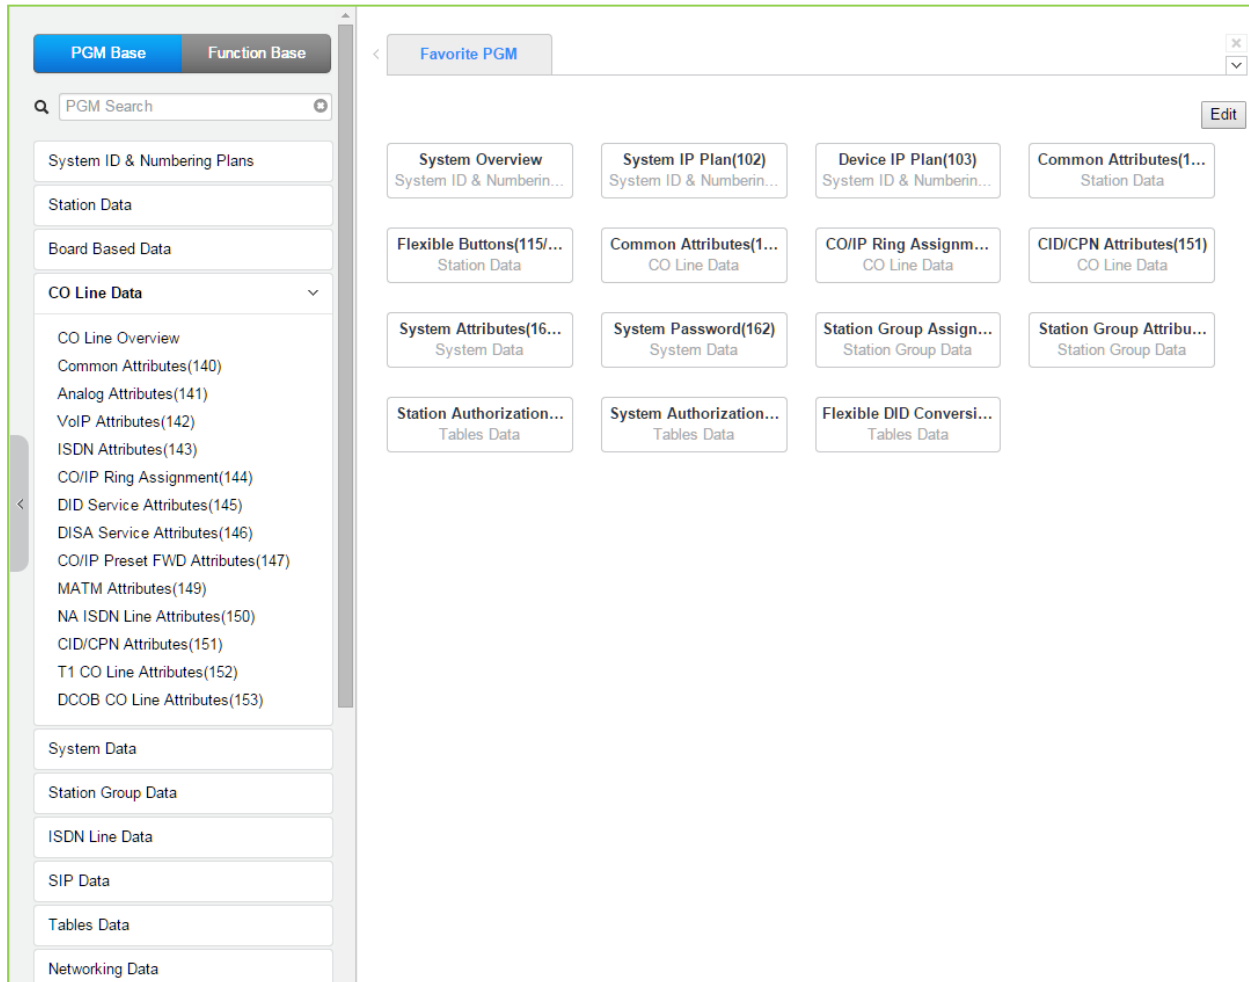 PGM Base
Function Base
PGM Search
System ID & Numbering Plans
Station Data
Board Based Data
CO Line Data
CO Line Overview
Common Attributes(140)
Analog Attributes(141)
VoIP Attributes(142)
ISDN Attributes(143)
CO/IP Ring Assignment(144)
DID Service Attributes(145)
DISA Service Attributes(146)
CO/IP Preset FWD Attributes(147)
MATM Attributes(149)
NA ISDN Line Attributes(150)
CID/CPN Attributes(151)
T1 CO Line Attributes(152)
DCOB CO Line Attributes(153)
System Data
Station Group Data
ISDN Line Data
SIP Data
Tables Data
Networking Data
Favorite PGM
Edit
System Overview
System ID & Numberin...
System IP Plan(102)
System ID & Numberin...
Device IP Plan(103)
System ID & Numberin...
Common Attributes(1...
Station Data
Flexible Buttons(115/...
Station Data
Common Attributes(1...
CO Line Data
CO/IP Ring Assignm...
CO Line Data
CID/CPN Attributes(151)
CO Line Data
System Attributes(16...
System Data
System Password(162)
System Data
Station Group Assign...
Station Group Data
Station Group Attribu...
Station Group Data
Station Authorization...
Tables Data
System Authorization...
Tables Data
Flexible DID Conversi...
Tables Data